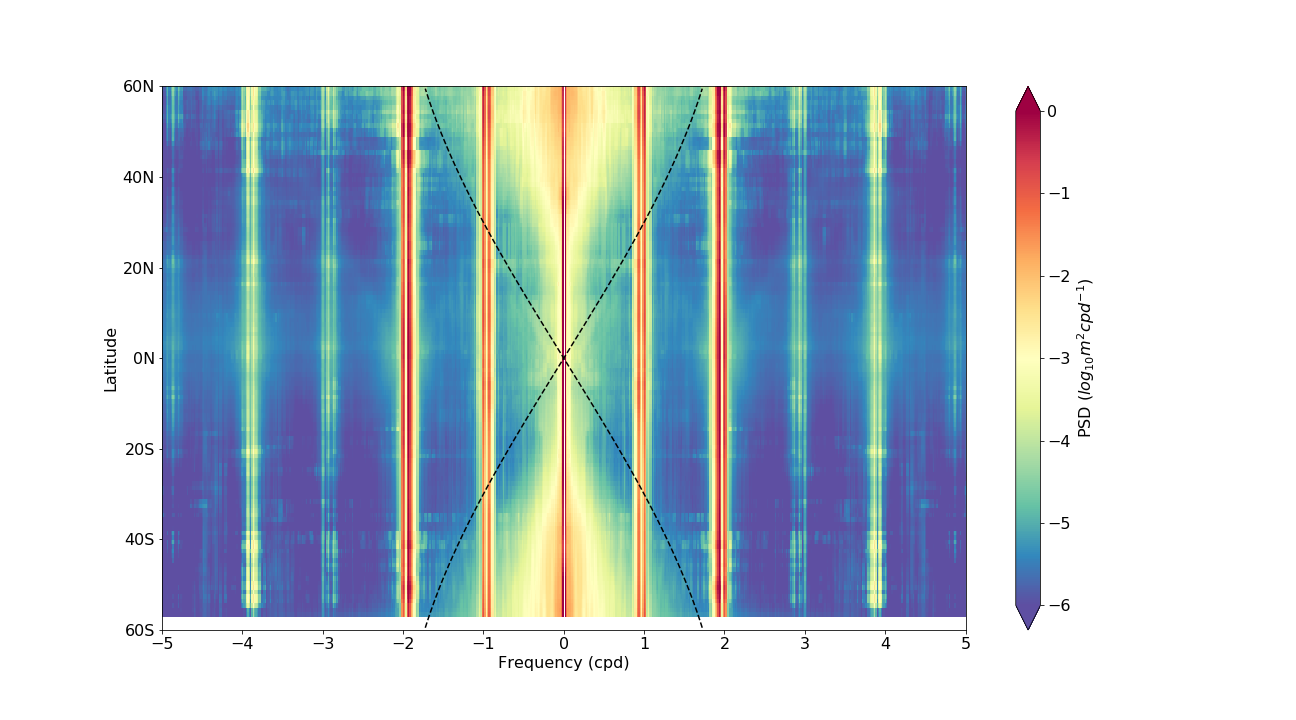 60N
40N
20N
0N
20S
40S
60S
Latitude
−5 −4 −3 −2 −1 0 1 2 3 4 5
Frequency (cpd)
0
−1
−2
−3
−4
−5
−6
PSD (log₁₀m²cpd⁻¹)